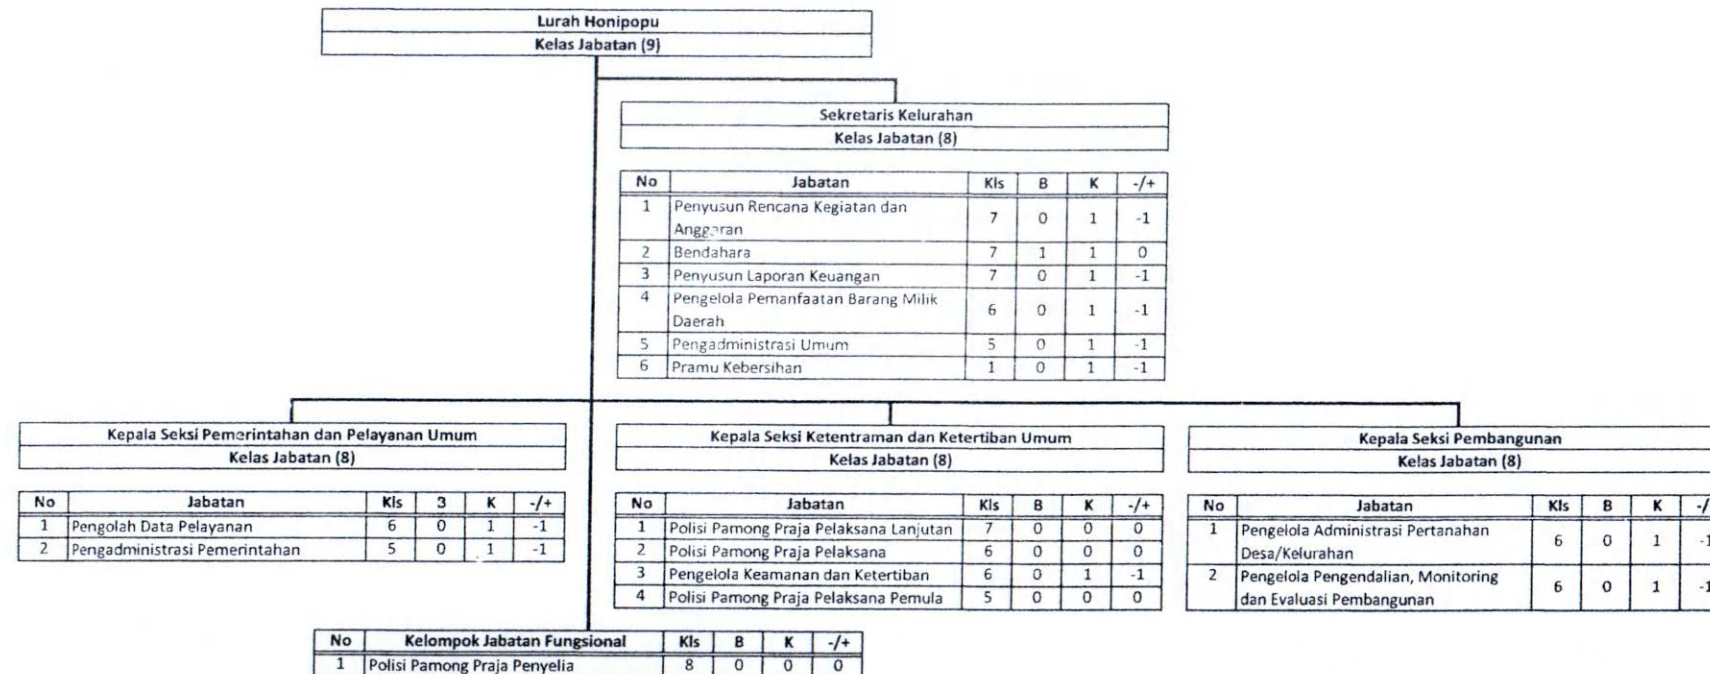 Lurah Honipopu
Kelas Jabatan (9)
Sekretaris Kelurahan
Kelas Jabatan (8)
No Jabatan Kls B K -/+
1 Penyusun Rencana Kegiatan dan
Anggaran 7 0 1 -1
2 Bendahara 7 1 1 0
3 Penyusun Laporan Keuangan 7 0 1 -1
4 Pengelola Pemanfaatan Barang Milik
Daerah 6 0 1 -1
5 Pengadministrasi Umum 5 0 1 -1
6 Pramu Kebersihan 1 0 1 -1
Kepala Seksi Pemerintahan dan Pelayanan Umum
Kelas Jabatan (8)
No Jabatan Kls 3 K -/+
1 Pengolah Data Pelayanan 6 0 1 -1
2 Pengadministrasi Pemerintahan 5 0 1 -1
Kepala Seksi Ketentraman dan Ketertiban Umum
Kelas Jabatan (8)
No Jabatan Kls B K -/+
1 Polisi Pamong Praja Pelaksana Lanjutan 7 0 0 0
2 Polisi Pamong Praja Pelaksana 6 0 0 0
3 Pengelola Keamanan dan Ketertiban 6 0 1 -1
4 Polisi Pamong Praja Pelaksana Pemula 5 0 0 0
Kepala Seksi Pembangunan
Kelas Jabatan (8)
No Jabatan Kls B K -/
1 Pengelola Administrasi Pertanahan
Desa/Kelurahan 6 0 1 -1
2 Pengelola Pengendalian, Monitoring
dan Evaluasi Pembangunan 6 0 1 -1
No Kelompok Jabatan Fungsional Kls B K -/+
1 Polisi Pamong Praja Penyelia 8 0 0 0